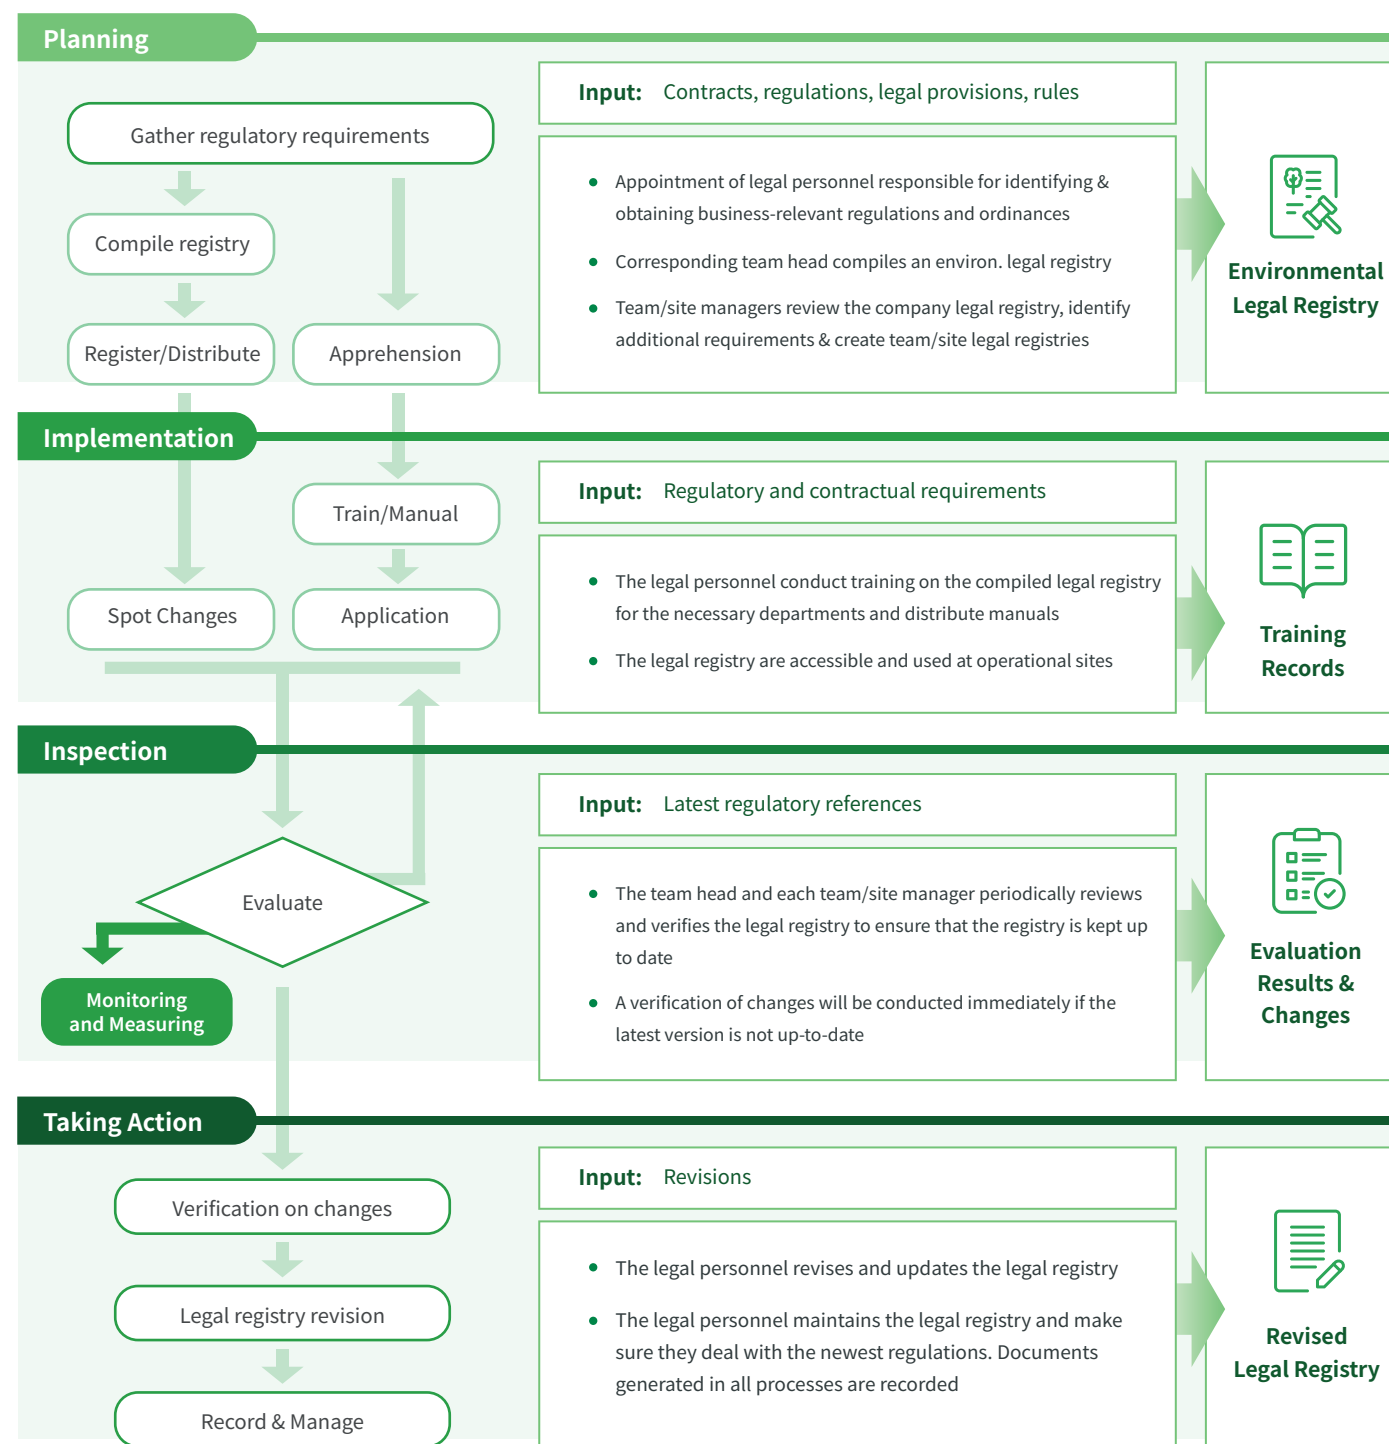 Planning
Gather regulatory requirements
Compile registry
Register/Distribute
Apprehension
Input: Contracts, regulations, legal provisions, rules
Appointment of legal personnel responsible for identifying &
obtaining business-relevant regulations and ordinances
Corresponding team head compiles an environ. legal registry
Team/site managers review the company legal registry, identify
additional requirements & create team/site legal registries
Environmental
Legal Registry
Implementation
Train/Manual
Spot Changes
Application
Input: Regulatory and contractual requirements
The legal personnel conduct training on the compiled legal registry
for the necessary departments and distribute manuals
The legal registry are accessible and used at operational sites
Training
Records
Inspection
Evaluate
Monitoring
and Measuring
Input: Latest regulatory references
The team head and each team/site manager periodically reviews
and verifies the legal registry to ensure that the registry is kept up
to date
A verification of changes will be conducted immediately if the
latest version is not up-to-date
Evaluation
Results &
Changes
Taking Action
Verification on changes
Legal registry revision
Record & Manage
Input: Revisions
The legal personnel revises and updates the legal registry
The legal personnel maintains the legal registry and make
sure they deal with the newest regulations. Documents
generated in all processes are recorded
Revised
Legal Registry